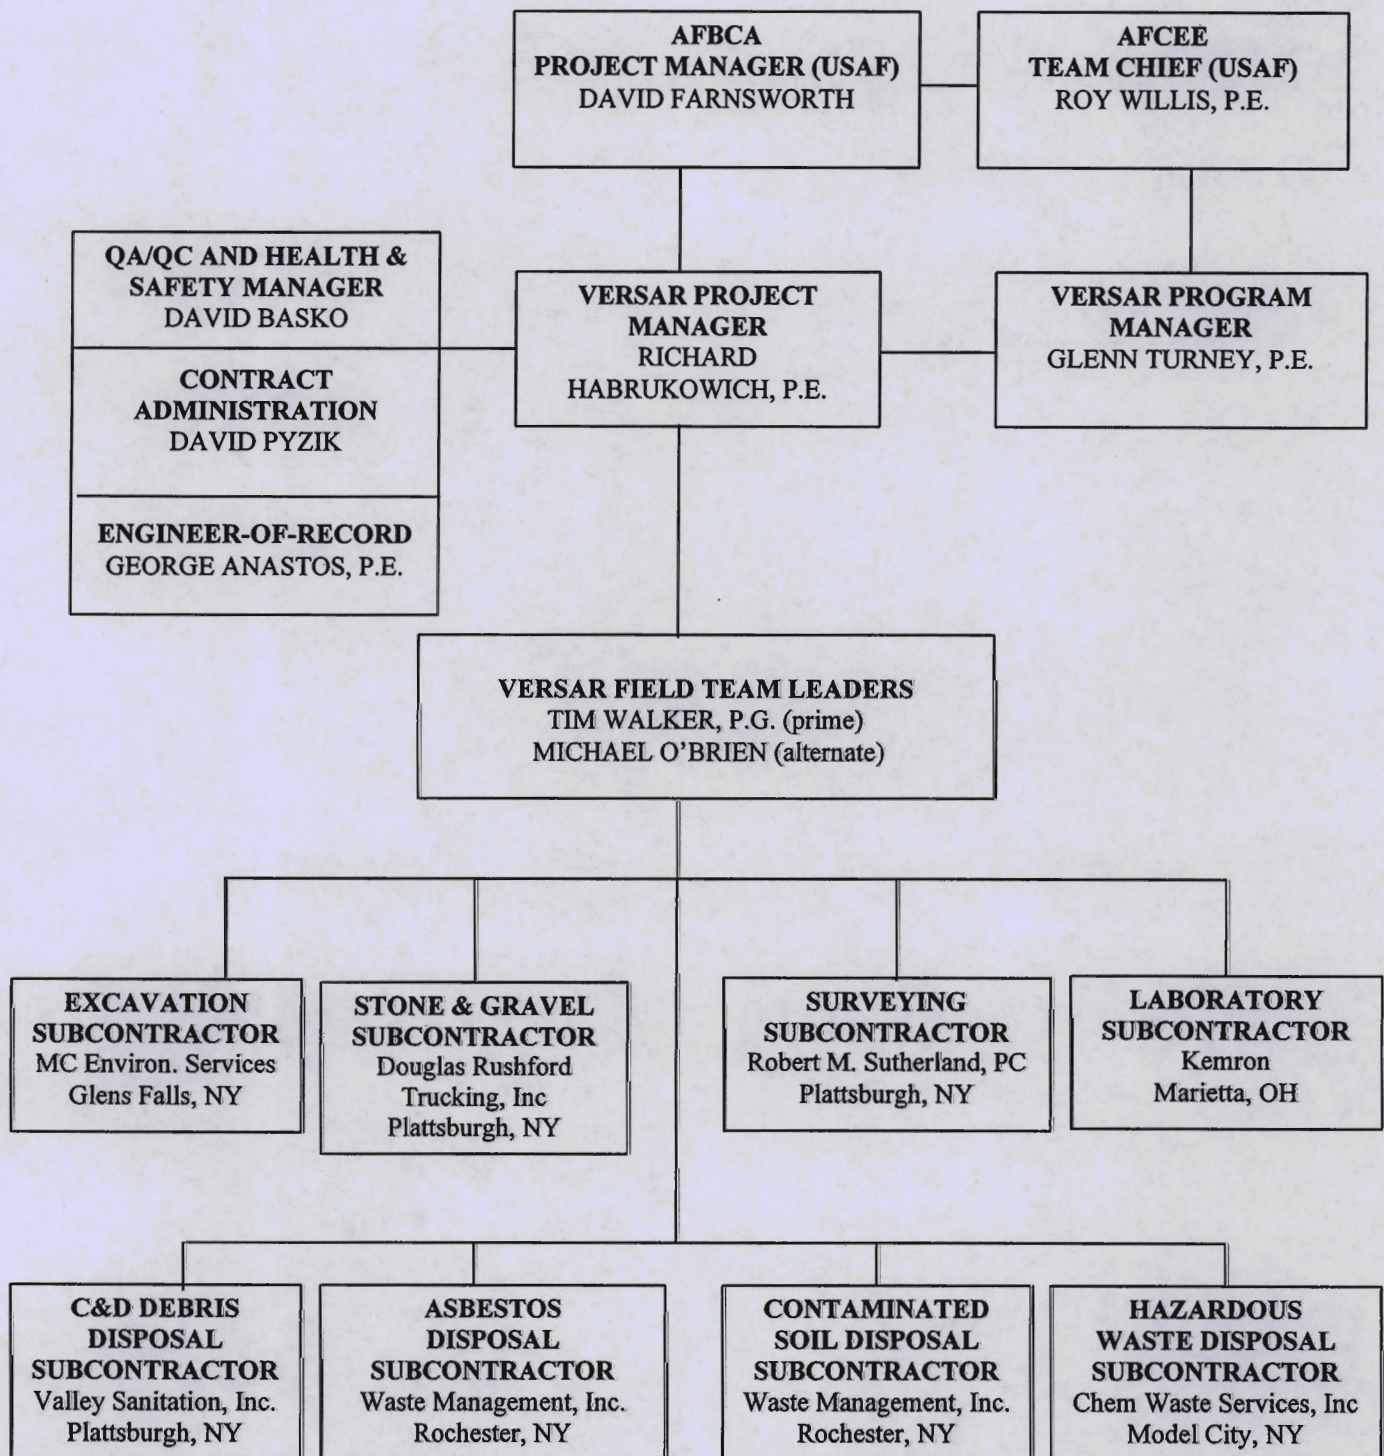 AFBCA
PROJECT MANAGER (USAF)
DAVID FARNSWORTH
AFCEE
TEAM CHIEF (USAF)
ROY WILLIS, P.E.
QA/QC AND HEALTH &
SAFETY MANAGER
DAVID BASKO
CONTRACT
ADMINISTRATION
DAVID PYZIK
ENGINEER-OF-RECORD
GEORGE ANASTOS, P.E.
VERSAR PROJECT
MANAGER
RICHARD
HABRUKOWICH, P.E.
VERSAR PROGRAM
MANAGER
GLENN TURNEY, P.E.
VERSAR FIELD TEAM LEADERS
TIM WALKER, P.G. (prime)
MICHAEL O'BRIEN (alternate)
EXCAVATION
SUBCONTRACTOR
MC Environ. Services
Glens Falls, NY
STONE & GRAVEL
SUBCONTRACTOR
Douglas Rushford
Trucking, Inc
Plattsburgh, NY
SURVEYING
SUBCONTRACTOR
Robert M. Sutherland, PC
Plattsburgh, NY
LABORATORY
SUBCONTRACTOR
Kemron
Marietta, OH
C&D DEBRIS
DISPOSAL
SUBCONTRACTOR
Valley Sanitation, Inc.
Plattsburgh, NY
ASBESTOS
DISPOSAL
SUBCONTRACTOR
Waste Management, Inc.
Rochester, NY
CONTAMINATED
SOIL DISPOSAL
SUBCONTRACTOR
Waste Management, Inc.
Rochester, NY
HAZARDOUS
WASTE DISPOSAL
SUBCONTRACTOR
Chem Waste Services, Inc
Model City, NY